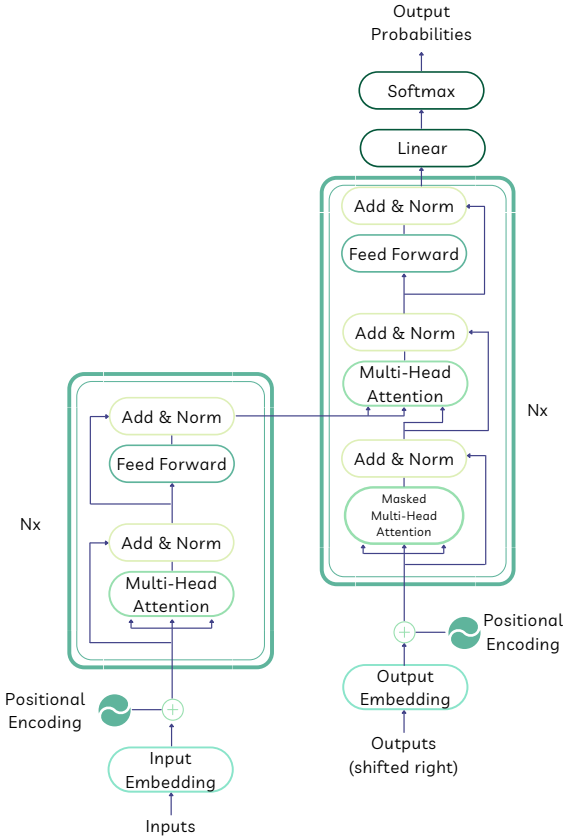 Output
Probabilities
Softmax
Linear
Add & Norm
Feed Forward
Add & Norm
Multi-Head
Attention
Nx
Add & Norm
Masked
Multi-Head
Attention
Positional
Encoding
Output
Embedding
Outputs
(shifted right)
Add & Norm
Feed Forward
Nx
Add & Norm
Multi-Head
Attention
Positional
Encoding
Input
Embedding
Inputs